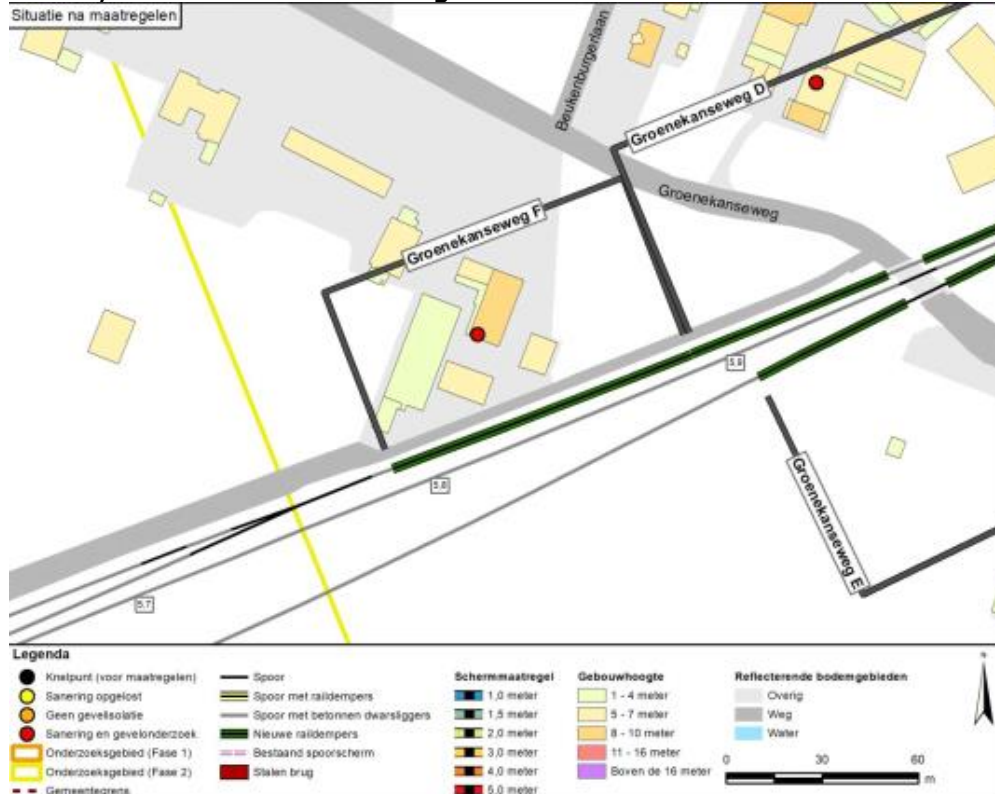 Situatie na maatregelen
Beukenburgerlaan
Groenekanseweg D
Groenekanseweg
Groenekanseweg F
5,9
5,8
Groenekanseweg E
5,7
Legenda
Knelpunt (voor maatregelen)
Sanering opgelost
Geen gevelisolatie
Sanering en gevelonderzoek
Onderzoeksgebied (Fase 1)
Onderzoeksgebied (Fase 2)
Gemeentegrens
Spoor
Spoor met raildempers
Spoor met betonnen dwarsliggers
Nieuwe raildempers
Bestaand spoorscherm
Stalen brug
Schermmaatregel
1,0 meter
1,5 meter
2,0 meter
3,0 meter
4,0 meter
5,0 meter
Gebouwhoogte
1 - 4 meter
5 - 7 meter
8 - 10 meter
11 - 16 meter
Boven de 16 meter
Reflecterende bodemgebieden
Overig
Weg
Water
0 30 60
m